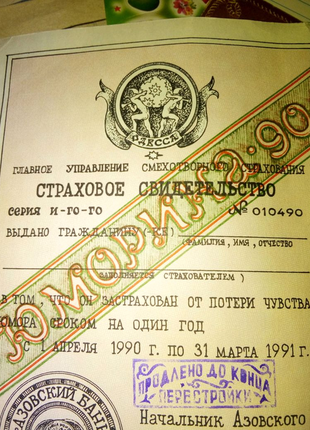 ОДЕССА
ЮМОРИНА·90
ГЛАВНОЕ УПРАВЛЕНИЕ СМЕХОТВОРНОГО СТРАХОВАНИЯ
СТРАХОВОЕ СВИДЕТЕЛЬСТВО
СЕРИЯ И-ГО-ГО № 010490
ВЫДАНО ГРАЖДАНИНУ(-КЕ)
(ФАМИЛИЯ, ИМЯ, ОТЧЕСТВО
ЗАПОЛНЯЕТСЯ СТРАХОВАТЕЛЕМ)
В ТОМ, ЧТО ОН ЗАСТРАХОВАН ОТ ПОТЕРИ ЧУВСТВА
ЮМОРА СРОКОМ НА ОДИН ГОД
С 1 АПРЕЛЯ 1990 Г. ПО 31 МАРТА 1991 Г.
ПРОДЛЕНО ДО КОНЦА
ПЕРЕСТРОЙКИ
АЗОВСКИЙ БАНК
Начальник Азовского